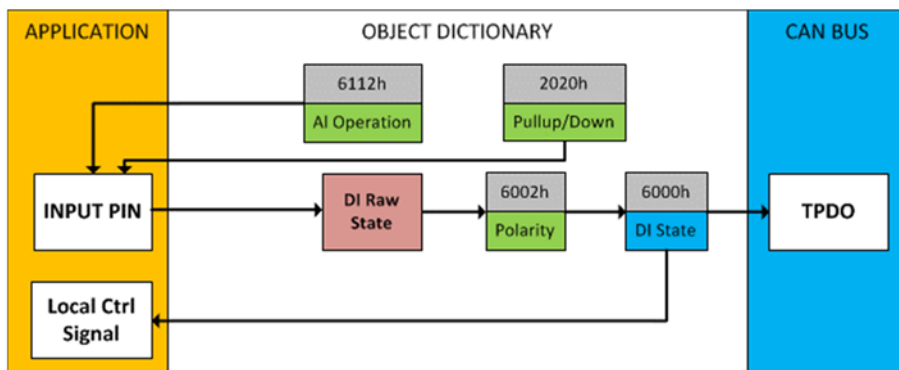 APPLICATION
OBJECT DICTIONARY
CAN BUS
6112h
AI Operation
2020h
Pullup/Down
INPUT PIN
DI Raw
State
6002h
Polarity
6000h
DI State
TPDO
Local Ctrl
Signal